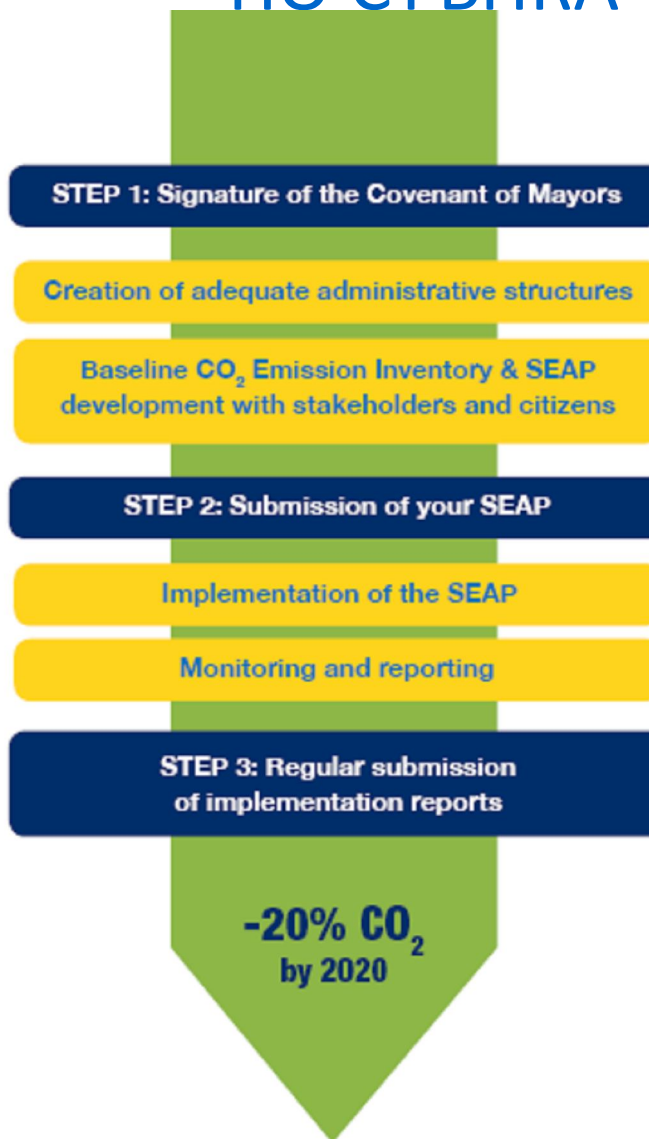 STEP 1: Signature of the Covenant of Mayors
Creation of adequate administrative structures
Baseline CO₂ Emission Inventory & SEAP
development with stakeholders and citizens
STEP 2: Submission of your SEAP
Implementation of the SEAP
Monitoring and reporting
STEP 3: Regular submission
of implementation reports
-20% CO₂
by 2020